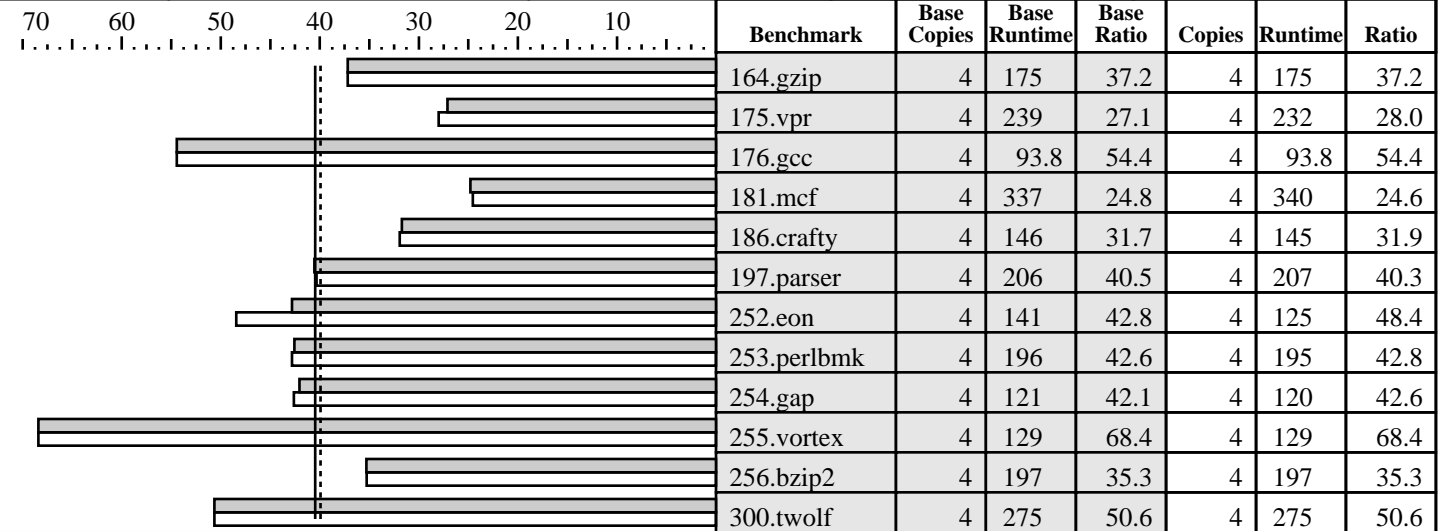 70 60 50 40 30 20 10
Benchmark Base Copies Base Runtime Base Ratio Copies Runtime Ratio
164.gzip 4 175 37.2 4 175 37.2
175.vpr 4 239 27.1 4 232 28.0
176.gcc 4 93.8 54.4 4 93.8 54.4
181.mcf 4 337 24.8 4 340 24.6
186.crafty 4 146 31.7 4 145 31.9
197.parser 4 206 40.5 4 207 40.3
252.eon 4 141 42.8 4 125 48.4
253.perlbmk 4 196 42.6 4 195 42.8
254.gap 4 121 42.1 4 120 42.6
255.vortex 4 129 68.4 4 129 68.4
256.bzip2 4 197 35.3 4 197 35.3
300.twolf 4 275 50.6 4 275 50.6